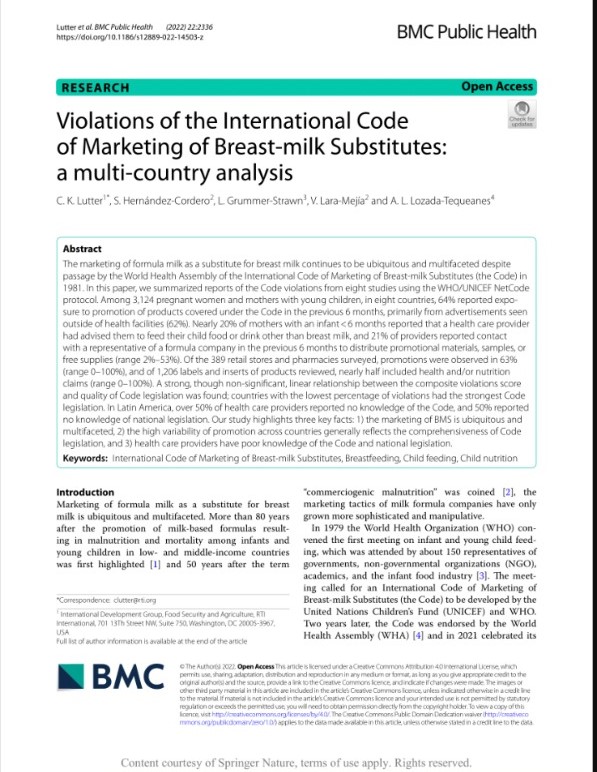 Lutter et al. BMC Public Health (2022) 22:2336
https://doi.org/10.1186/s12889-022-14503-z
BMC Public Health
RESEARCH
Open Access
Check for
updates
Violations of the International Code
of Marketing of Breast-milk Substitutes:
a multi-country analysis
C. K. Lutter1*, S. Hernández-Cordero2, L. Grummer-Strawn3, V. Lara-Mejía2 and A. L. Lozada-Tequeanes4
Abstract
The marketing of formula milk as a substitute for breast milk continues to be ubiquitous and multifaceted despite
passage by the World Health Assembly of the International Code of Marketing of Breast-milk Substitutes (the Code) in
1981. In this paper, we summarized reports of the Code violations from eight studies using the WHO/UNICEF NetCode
protocol. Among 3,124 pregnant women and mothers with young children, in eight countries, 64% reported expo-
sure to promotion of products covered under the Code in the previous 6 months, primarily from advertisements seen
outside of health facilities (62%). Nearly 20% of mothers with an infant < 6 months reported that a health care provider
had advised them to feed their child food or drink other than breast milk, and 21% of providers reported contact
with a representative of a formula company in the previous 6 months to distribute promotional materials, samples, or
free supplies (range 2%–53%). Of the 389 retail stores and pharmacies surveyed, promotions were observed in 63%
(range 0–100%), and of 1,206 labels and inserts of products reviewed, nearly half included health and/or nutrition
claims (range 0–100%). A strong, though non-significant, linear relationship between the composite violations score
and quality of Code legislation was found; countries with the lowest percentage of violations had the strongest Code
legislation. In Latin America, over 50% of health care providers reported no knowledge of the Code, and 50% reported
no knowledge of national legislation. Our study highlights three key facts: 1) the marketing of BMS is ubiquitous and
multifaceted, 2) the high variability of promotion across countries generally reflects the comprehensiveness of Code
legislation, and 3) health care providers have poor knowledge of the Code and national legislation.
Keywords: International Code of Marketing of Breast-milk Substitutes, Breastfeeding, Child feeding, Child nutrition
Introduction
Marketing of formula milk as a substitute for breast
milk is ubiquitous and multifaceted. More than 80 years
after the promotion of milk-based formulas result-
ing in malnutrition and mortality among infants and
young children in low- and middle-income countries
was first highlighted [1] and 50 years after the term
*Correspondence: clutter@rti.org
1 International Development Group, Food Security and Agriculture, RTI
International, 701 13Th Street NW, Suite 750, Washington, DC 20005-3967,
USA
Full list of author information is available at the end of the article
"commerciogenic malnutrition" was coined [2], the
marketing tactics of milk formula companies have only
grown more sophisticated and manipulative.
In 1979 the World Health Organization (WHO) con-
vened the first meeting on infant and young child feed-
ing, which was attended by about 150 representatives of
governments, non-governmental organizations (NGO),
academics, and the infant food industry [3]. The meet-
ing called for an International Code of Marketing of
Breast-milk Substitutes (the Code) to be developed by the
United Nations Children's Fund (UNICEF) and WHO.
Two years later, the Code was endorsed by the World
Health Assembly (WHA) [4] and in 2021 celebrated its
BMC
© The Author(s) 2022. Open Access This article is licensed under a Creative Commons Attribution 4.0 International License, which
permits use, sharing, adaptation, distribution and reproduction in any medium or format, as long as you give appropriate credit to the
original author(s) and the source, provide a link to the Creative Commons licence, and indicate if changes were made. The images or
other third party material in this article are included in the article's Creative Commons licence, unless indicated otherwise in a credit line
to the material. If material is not included in the article's Creative Commons licence and your intended use is not permitted by statutory
regulation or exceeds the permitted use, you will need to obtain permission directly from the copyright holder. To view a copy of this
licence, visit http://creativecommons.org/licenses/by/4.0/. The Creative Commons Public Domain Dedication waiver (http://creativeco
mmons.org/publicdomain/zero/1.0/) applies to the data made available in this article, unless otherwise stated in a credit line to the data.
Content courtesy of Springer Nature, terms of use apply. Rights reserved.